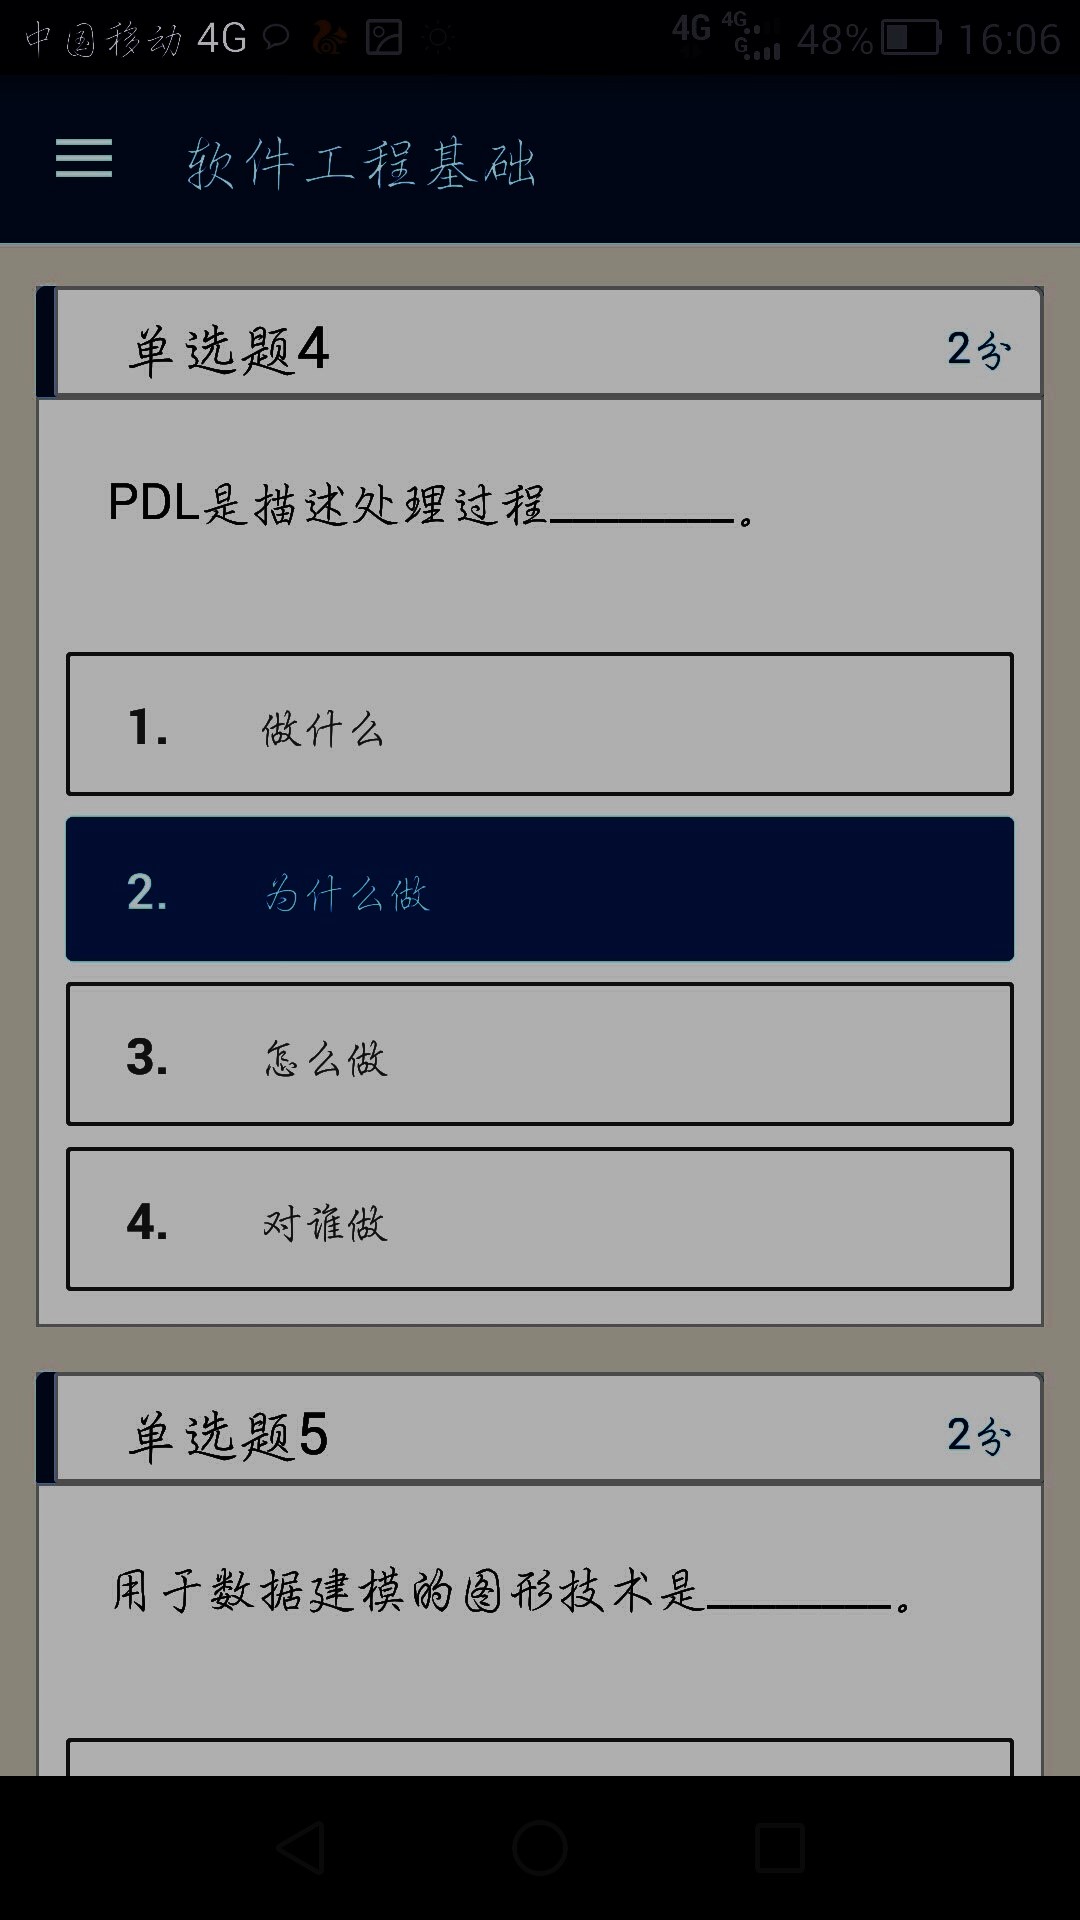 中国移动 4G
4G 4G G 48% 16:06
软件工程基础
单选题4 2分
PDL是描述处理过程________。
1. 做什么
2. 为什么做
3. 怎么做
4. 对谁做
单选题5 2分
用于数据建模的图形技术是________。